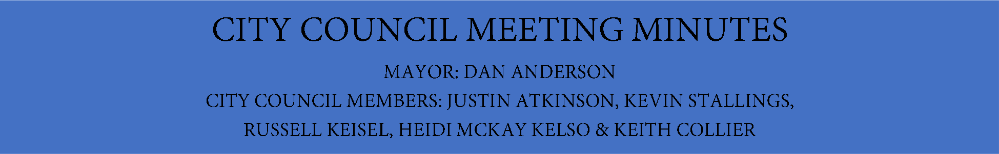 CITY COUNCIL MEETING MINUTES
MAYOR: DAN ANDERSON
CITY COUNCIL MEMBERS: JUSTIN ATKINSON, KEVIN STALLINGS,
RUSSELL KEISEL, HEIDI MCKAY KELSO & KEITH COLLIER